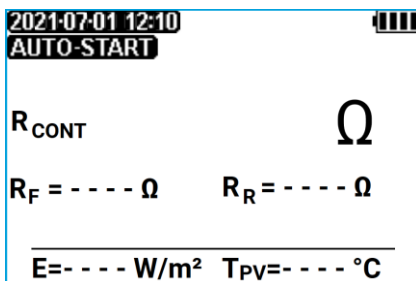 2021-07-01 12:10
AUTO-START
RCONT Ω
RF = - - - - Ω RR = - - - - Ω
E=- - - - W/m² TPV=- - - - °C